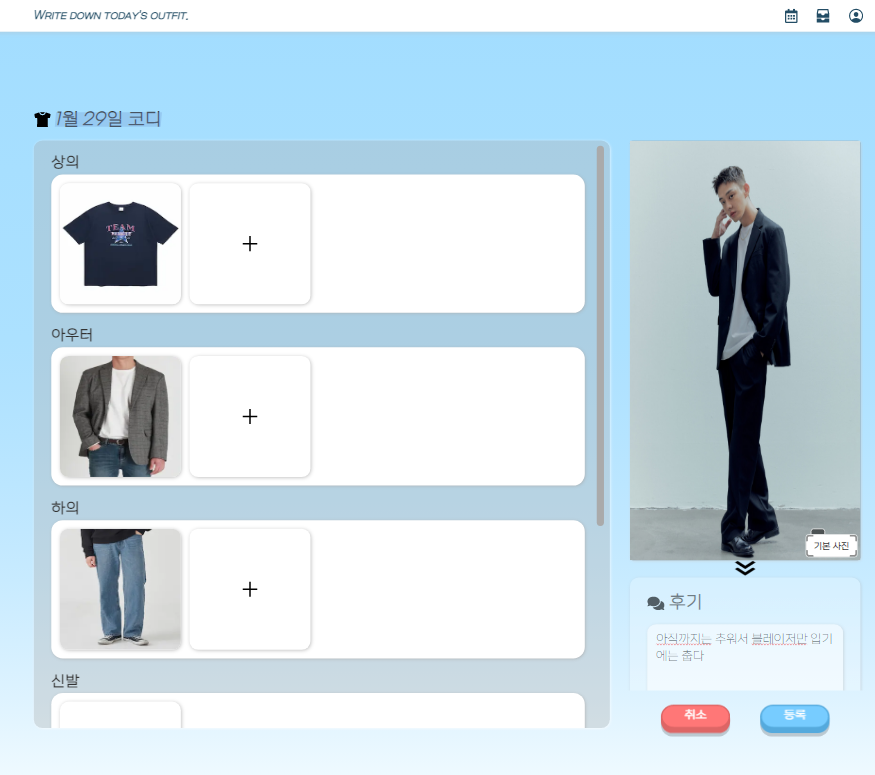 WRITE DOWN TODAY'S OUTFIT.
1월 29일 코디
상의
TEAM
아우터
하의
신발
기본 사진
후기
아직까지는 추워서 블레이저만 입기
에는 춥다
취소
등록